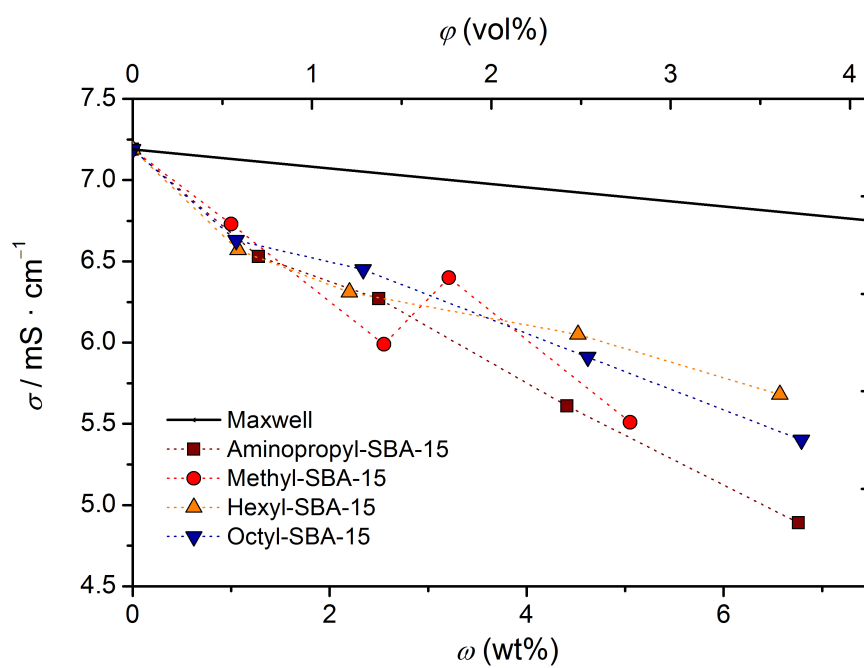 φ (vol%)
0 1 2 3 4
7.5
7.0
6.5
6.0
5.5
5.0
4.5
σ / mS · cm⁻¹
Maxwell
Aminopropyl-SBA-15
Methyl-SBA-15
Hexyl-SBA-15
Octyl-SBA-15
0 2 4 6
ω (wt%)